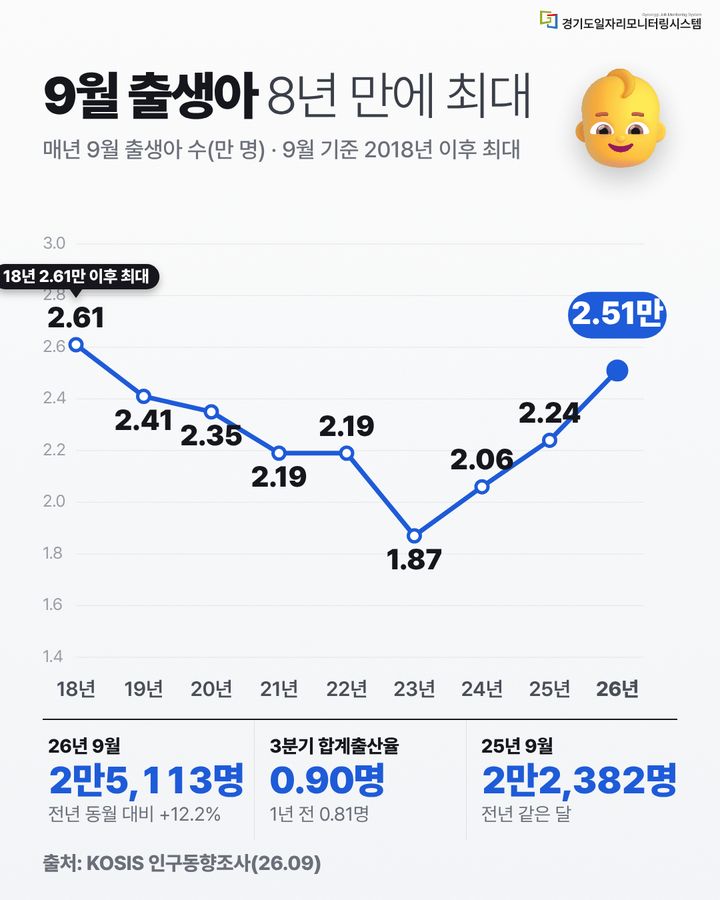 Gyeonggi Job Monitoring System
경기도일자리모니터링시스템
9월 출생아 8년 만에 최대
매년 9월 출생아 수(만 명) · 9월 기준 2018년 이후 최대
3.0
18년 2.61만 이후 최대
2.8
2.61
2.51만
2.6
2.4
2.41
2.35
2.19
2.19
2.24
2.2
2.06
2.0
1.87
1.8
1.6
1.4
18년 19년 20년 21년 22년 23년 24년 25년 26년
26년 9월
2만5,113명
전년 동월 대비 +12.2%
3분기 합계출산율
0.90명
1년 전 0.81명
25년 9월
2만2,382명
전년 같은 달
출처: KOSIS 인구동향조사(26.09)